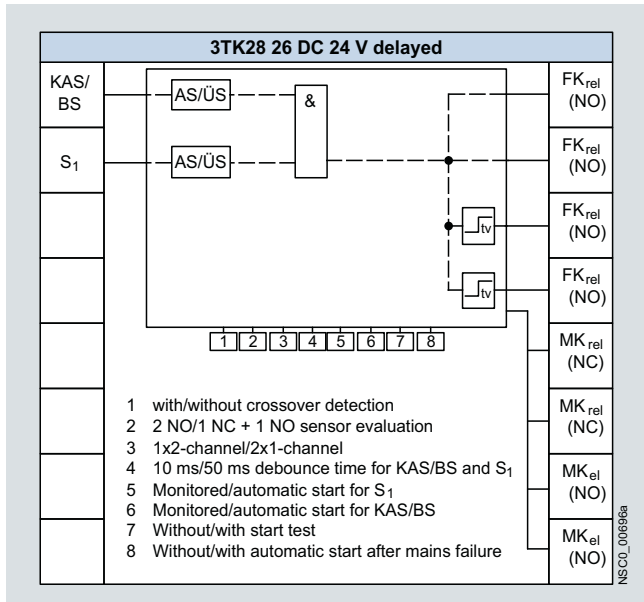 3TK28 26 DC 24 V delayed
KAS/
BS
AS/ÜS
&
FKrel
(NO)
S1
AS/ÜS
FKrel
(NO)
tv
FKrel
(NO)
tv
FKrel
(NO)
1 2 3 4 5 6 7 8
MKrel
(NC)
MKrel
(NC)
MKel
(NO)
MKel
(NO)
1 with/without crossover detection
2 2 NO/1 NC + 1 NO sensor evaluation
3 1x2-channel/2x1-channel
4 10 ms/50 ms debounce time for KAS/BS and S1
5 Monitored/automatic start for S1
6 Monitored/automatic start for KAS/BS
7 Without/with start test
8 Without/with automatic start after mains failure
NSC0_00696a